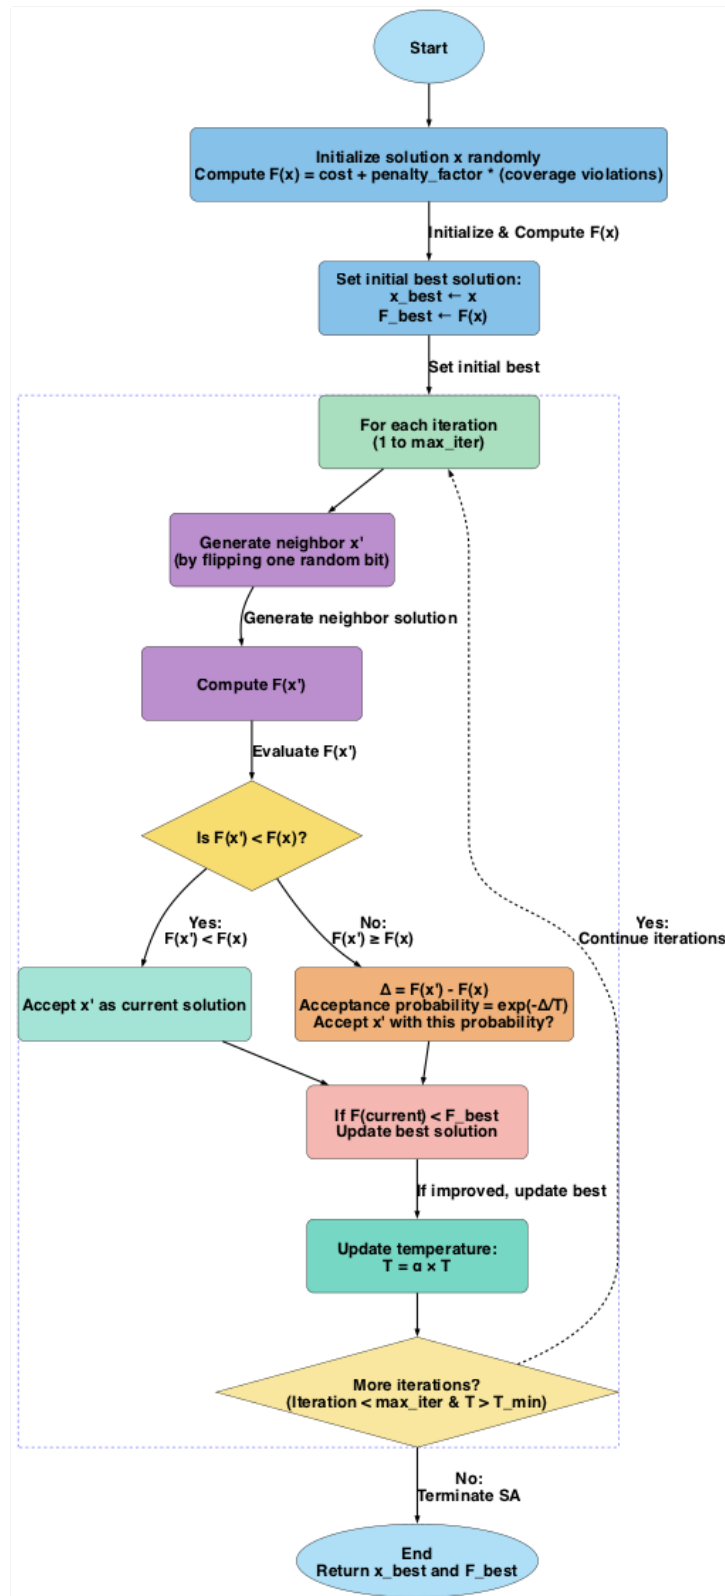 Start
Initialize solution x randomly
Compute F(x) = cost + penalty_factor * (coverage violations)
Initialize & Compute F(x)
Set initial best solution:
x_best ← x
F_best ← F(x)
Set initial best
For each iteration
(1 to max_iter)
Generate neighbor x'
(by flipping one random bit)
Generate neighbor solution
Compute F(x')
Evaluate F(x')
Is F(x') < F(x)?
Yes:
F(x') < F(x)
No:
F(x') ≥ F(x)
Yes:
Continue iterations
Accept x' as current solution
Δ = F(x') - F(x)
Acceptance probability = exp(-Δ/T)
Accept x' with this probability?
If F(current) < F_best
Update best solution
If improved, update best
Update temperature:
T = α × T
More iterations?
(Iteration < max_iter & T > T_min)
No:
Terminate SA
End
Return x_best and F_best